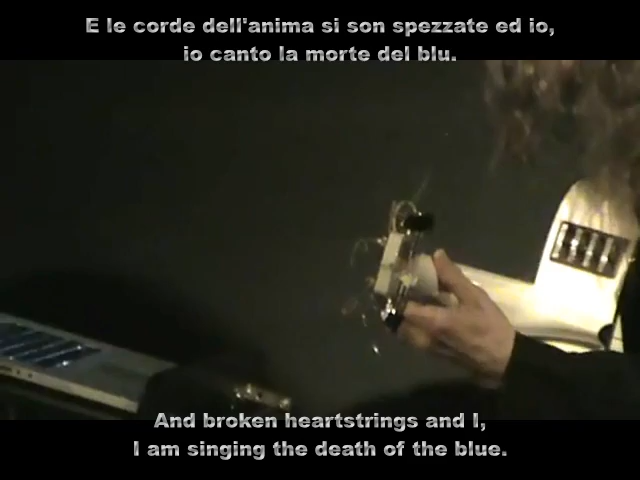 E le corde dell'anima si son spezzate ed io,
io canto la morte del blu.
And broken heartstrings and I,
I am singing the death of the blue.